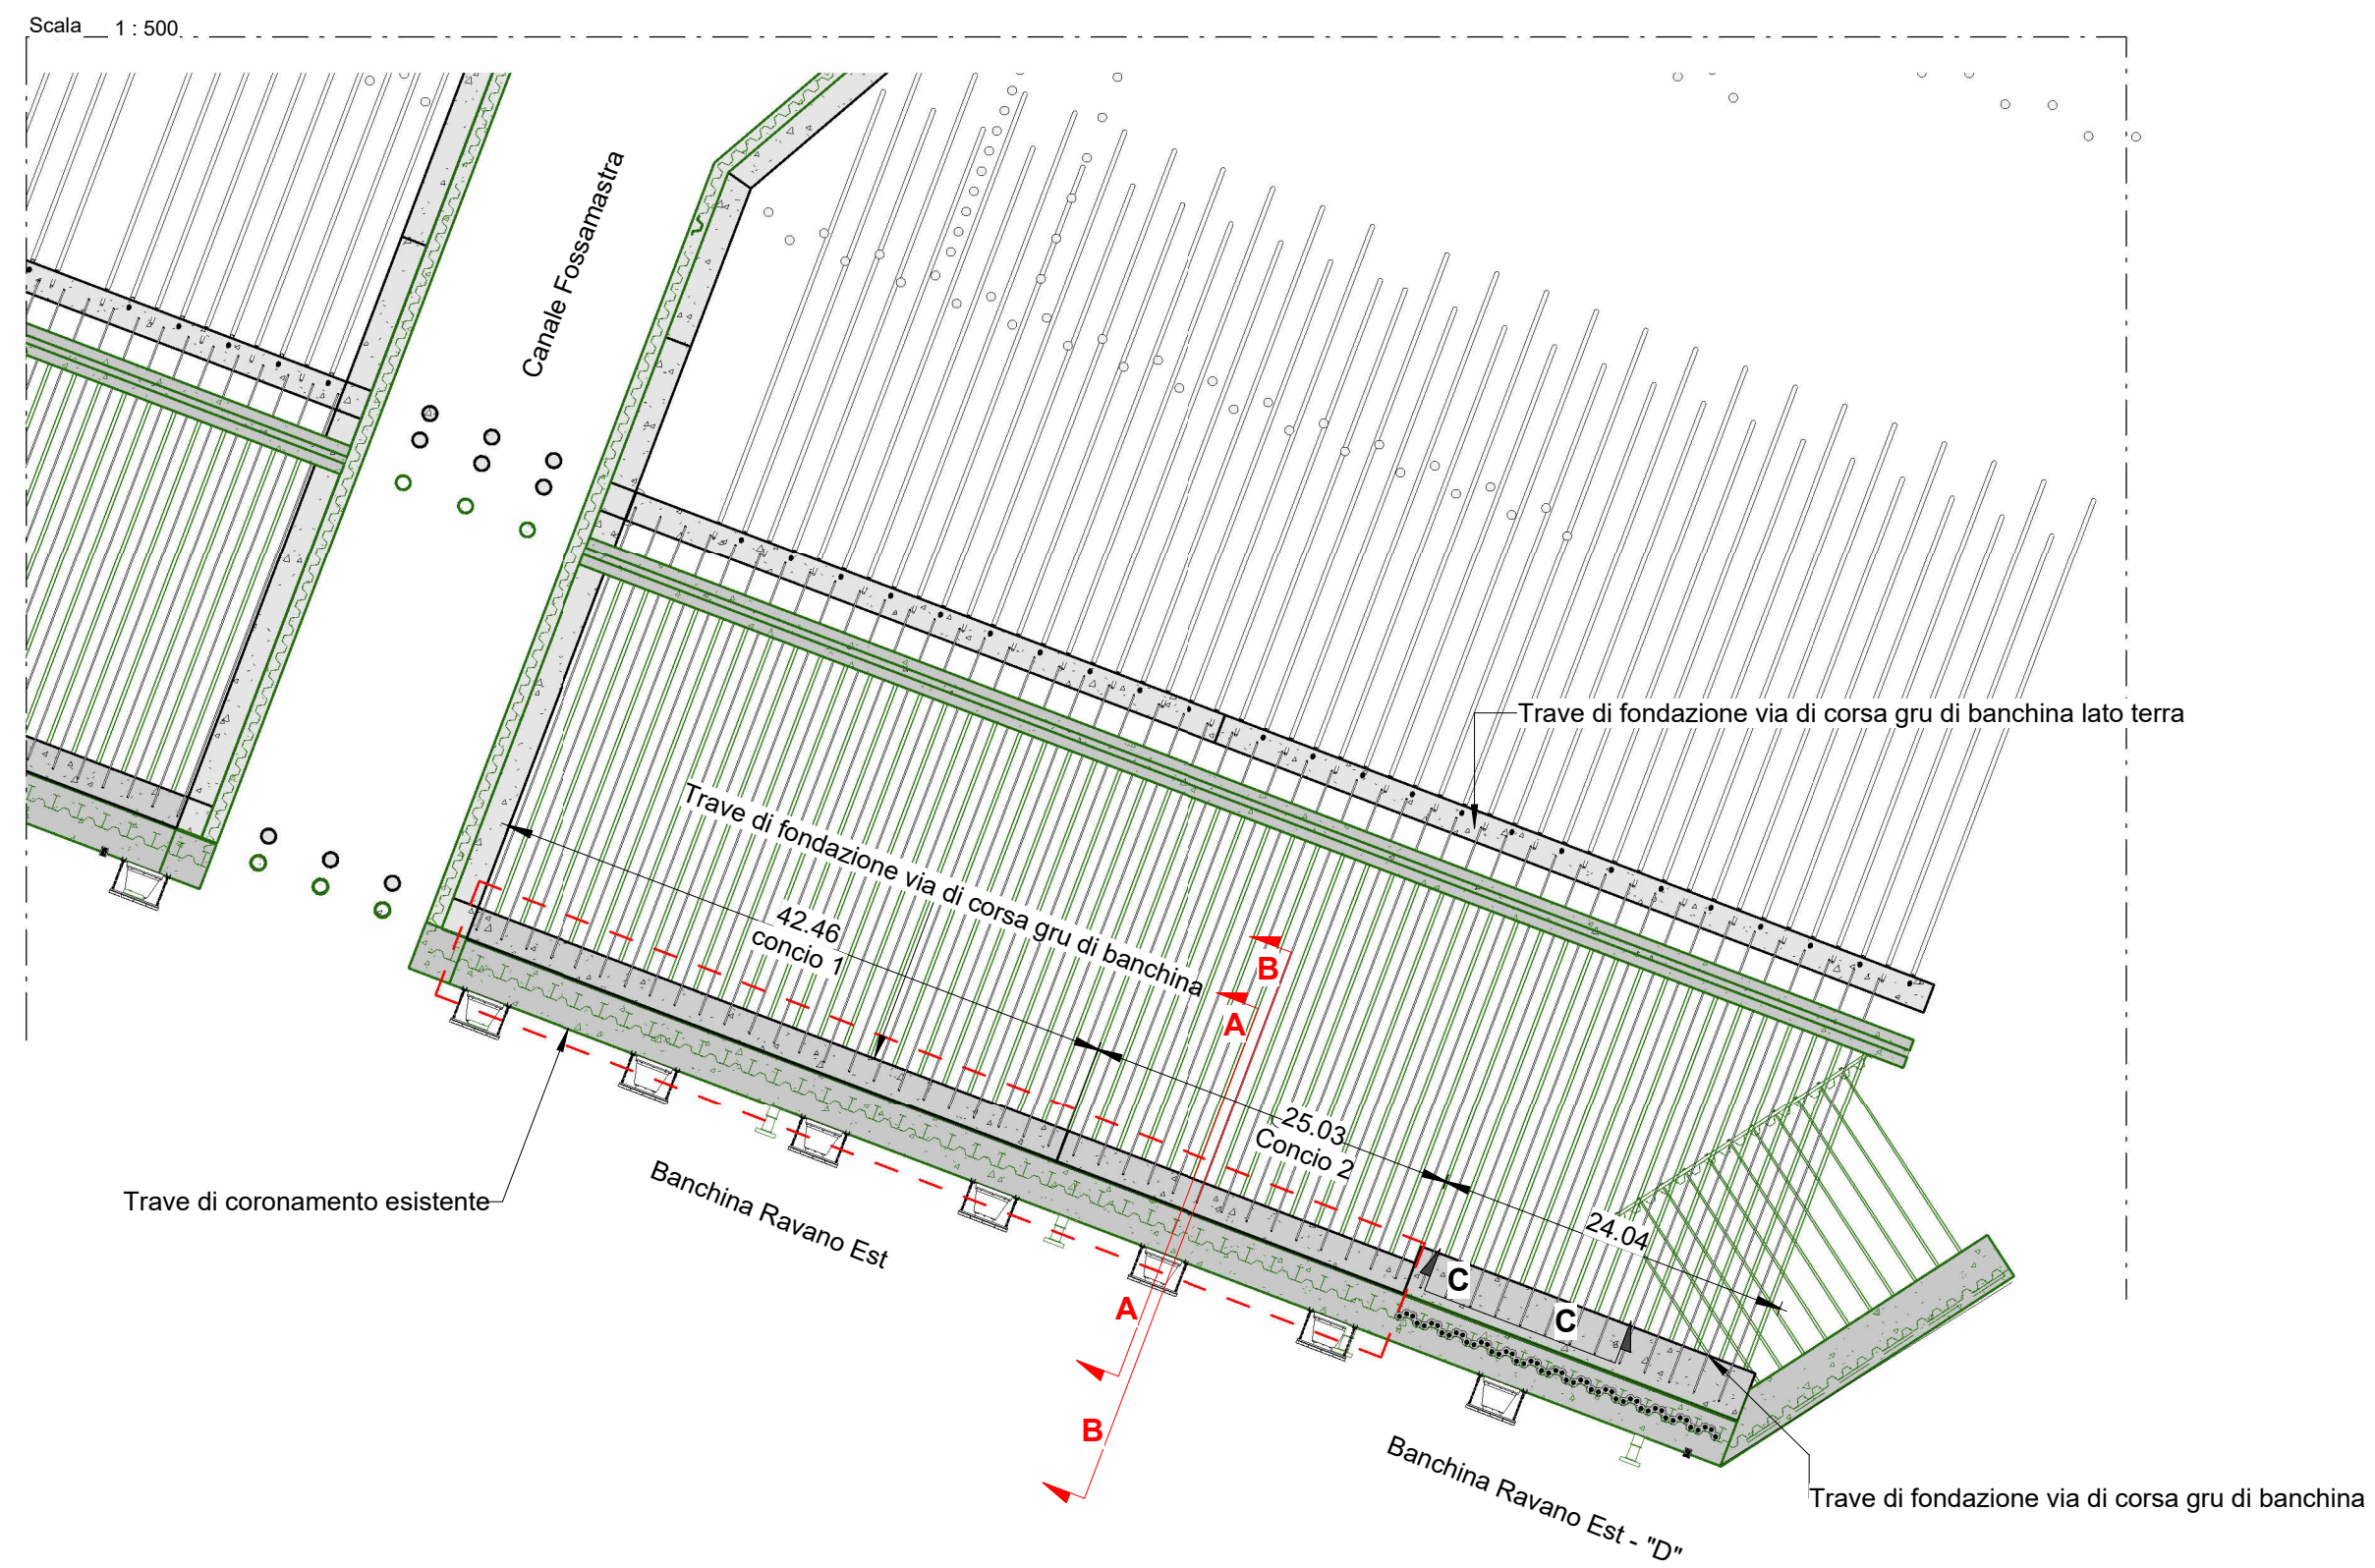 Scala 1 : 500
Canale Fossamastra
Trave di fondazione via di corsa gru di banchina lato terra
Trave di fondazione via di corsa gru di banchina
42.46
concio 1
B
A
25.03
Concio 2
Trave di coronamento esistente
Banchina Ravano Est
24.04
C
C
A
B
Banchina Ravano Est - "D"
Trave di fondazione via di corsa gru di banchina